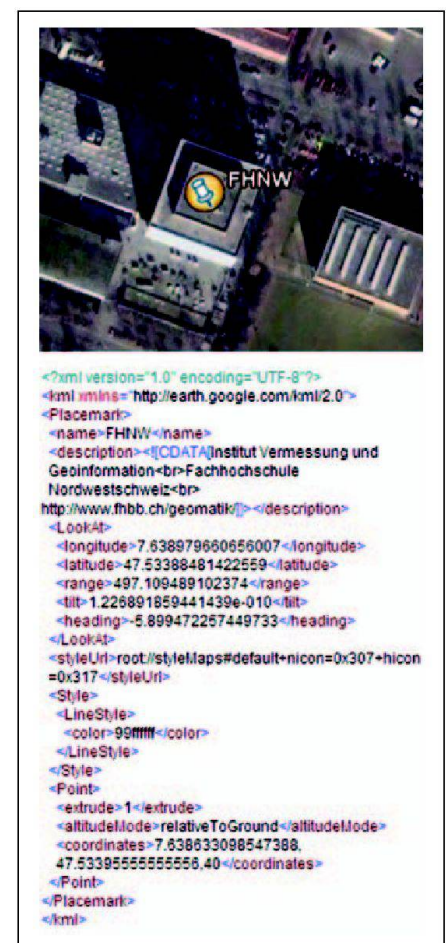 FHNW
<?xml version="1.0" encoding="UTF-8"?>
<kml xmlns="http://earth.google.com/kml/2.0">
<Placemark>
<name>FHNW</name>
<description><![CDATA[Institut Vermessung und
Geoinformation<br>Fachhochschule
Nordwestschweiz<br>
http://www.fhbb.ch/geomatik/]]></description>
<LookAt>
<longitude>7.638979660656007</longitude>
<latitude>47.53388481422559</latitude>
<range>497.109489102374</range>
<tilt>1.226891859441439e-010</tilt>
<heading>-5.899472257449733</heading>
</LookAt>
<styleUrl>root://styleMaps#default+nicon=0x307+hicon
=0x317</styleUrl>
<Style>
<LineStyle>
<color>99ffffff</color>
</LineStyle>
</Style>
<Point>
<extrude>1</extrude>
<altitudeMode>relativeToGround</altitudeMode>
<coordinates>7.638633098547388,
47.53395555555556,40</coordinates>
</Point>
</Placemark>
</kml>